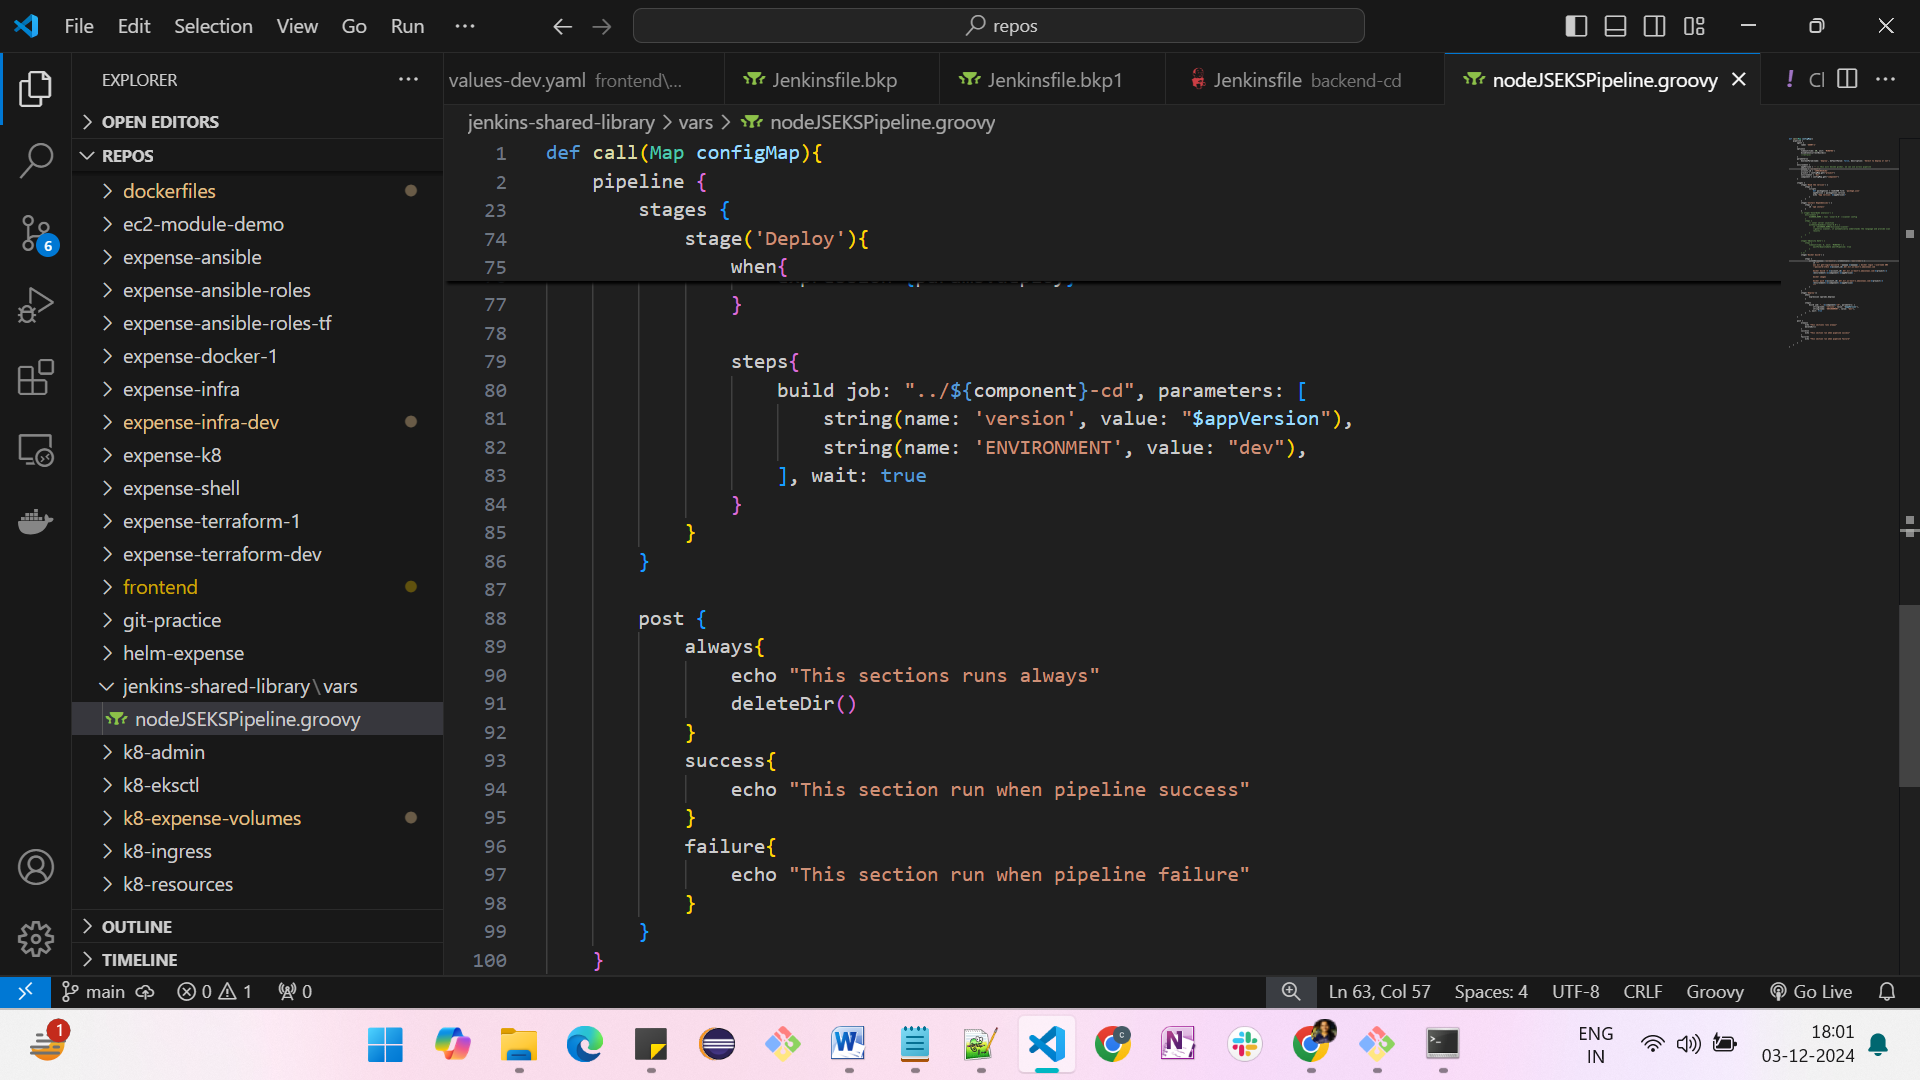 File Edit Selection View Go Run ···
repos
EXPLORER
OPEN EDITORS
REPOS
dockerfiles
ec2-module-demo
expense-ansible
expense-ansible-roles
expense-ansible-roles-tf
expense-docker-1
expense-infra
expense-infra-dev
expense-k8
expense-shell
expense-terraform-1
expense-terraform-dev
frontend
git-practice
helm-expense
jenkins-shared-library\vars
nodeJSEKSPipeline.groovy
k8-admin
k8-eksctl
k8-expense-volumes
k8-ingress
k8-resources
OUTLINE
TIMELINE
6
values-dev.yaml frontend\... Jenkinsfile.bkp Jenkinsfile.bkp1 Jenkinsfile backend-cd nodeJSEKSPipeline.groovy ! Cl
jenkins-shared-library > vars > nodeJSEKSPipeline.groovy
1 def call(Map configMap){
2 pipeline {
23 stages {
74 stage('Deploy'){
75 when{
77 }
78
79 steps{
80 build job: "../${component}-cd", parameters: [
81 string(name: 'version', value: "$appVersion"),
82 string(name: 'ENVIRONMENT', value: "dev"),
83 ], wait: true
84 }
85 }
86 }
87
88 post {
89 always{
90 echo "This sections runs always"
91 deleteDir()
92 }
93 success{
94 echo "This section run when pipeline success"
95 }
96 failure{
97 echo "This section run when pipeline failure"
98 }
99 }
100 }
main 0 1 0 Ln 63, Col 57 Spaces: 4 UTF-8 CRLF Groovy Go Live
1
ENG
IN
18:01
03-12-2024